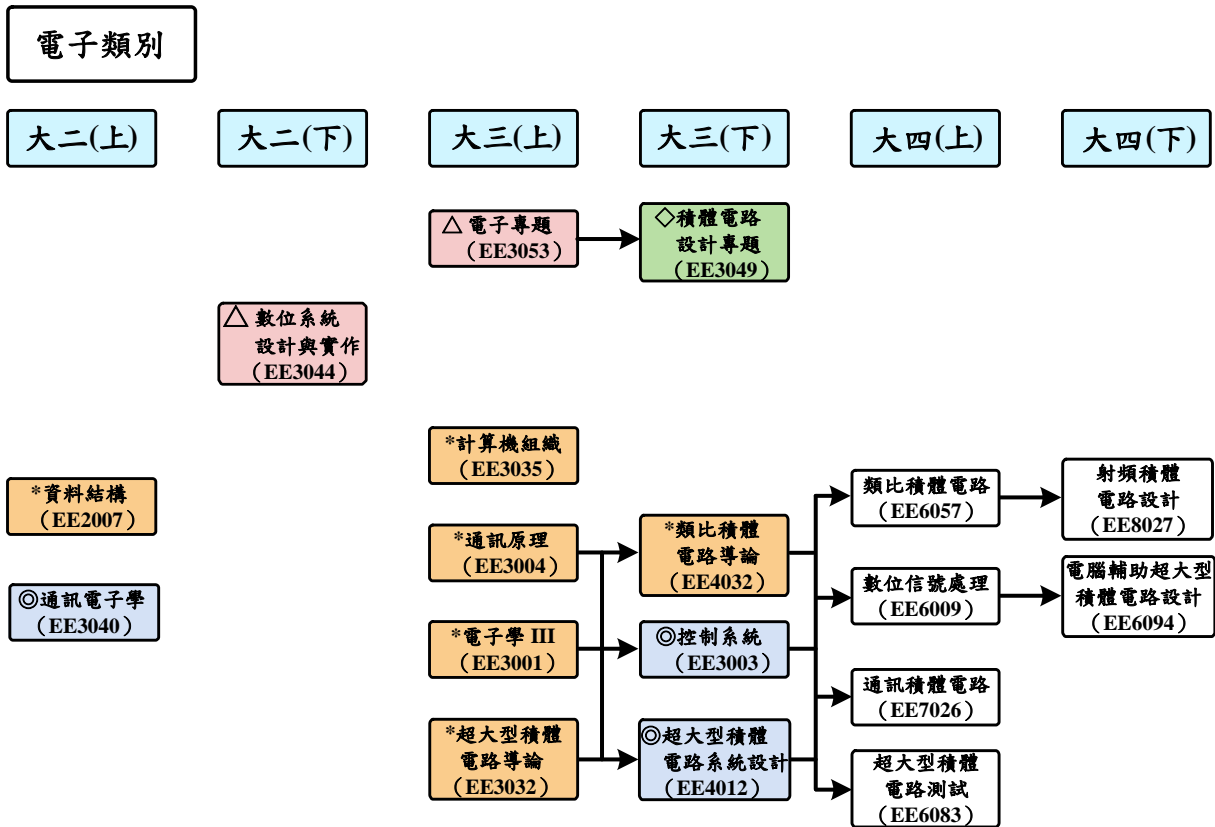 電子類別
大二(上)
大二(下)
大三(上)
大三(下)
大四(上)
大四(下)
△ 電子專題
（EE3053）
◇積體電路
設計專題
（EE3049）
△ 數位系統
設計與實作
（EE3044）
*計算機組織
（EE3035）
*資料結構
（EE2007）
類比積體電路
（EE6057）
射頻積體
電路設計
（EE8027）
*通訊原理
（EE3004）
*類比積體
電路導論
（EE4032）
◎通訊電子學
（EE3040）
數位信號處理
（EE6009）
電腦輔助超大型
積體電路設計
（EE6094）
*電子學 III
（EE3001）
◎控制系統
（EE3003）
通訊積體電路
（EE7026）
*超大型積體
電路導論
（EE3032）
◎超大型積體
電路系統設計
（EE4012）
超大型積體
電路測試
（EE6083）